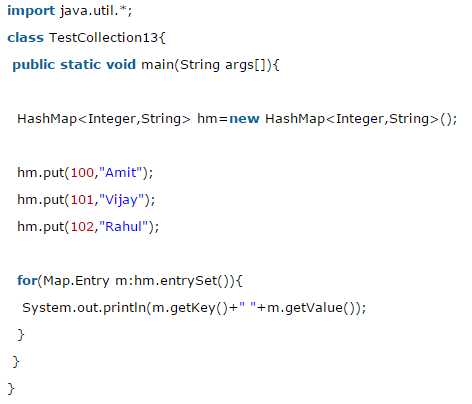 import java.util.*;
class TestCollection13{
public static void main(String args[]){
HashMap<Integer,String> hm=new HashMap<Integer,String>();
hm.put(100,"Amit");
hm.put(101,"Vijay");
hm.put(102,"Rahul");
for(Map.Entry m:hm.entrySet()){
System.out.println(m.getKey()+" "+m.getValue());
}
}
}